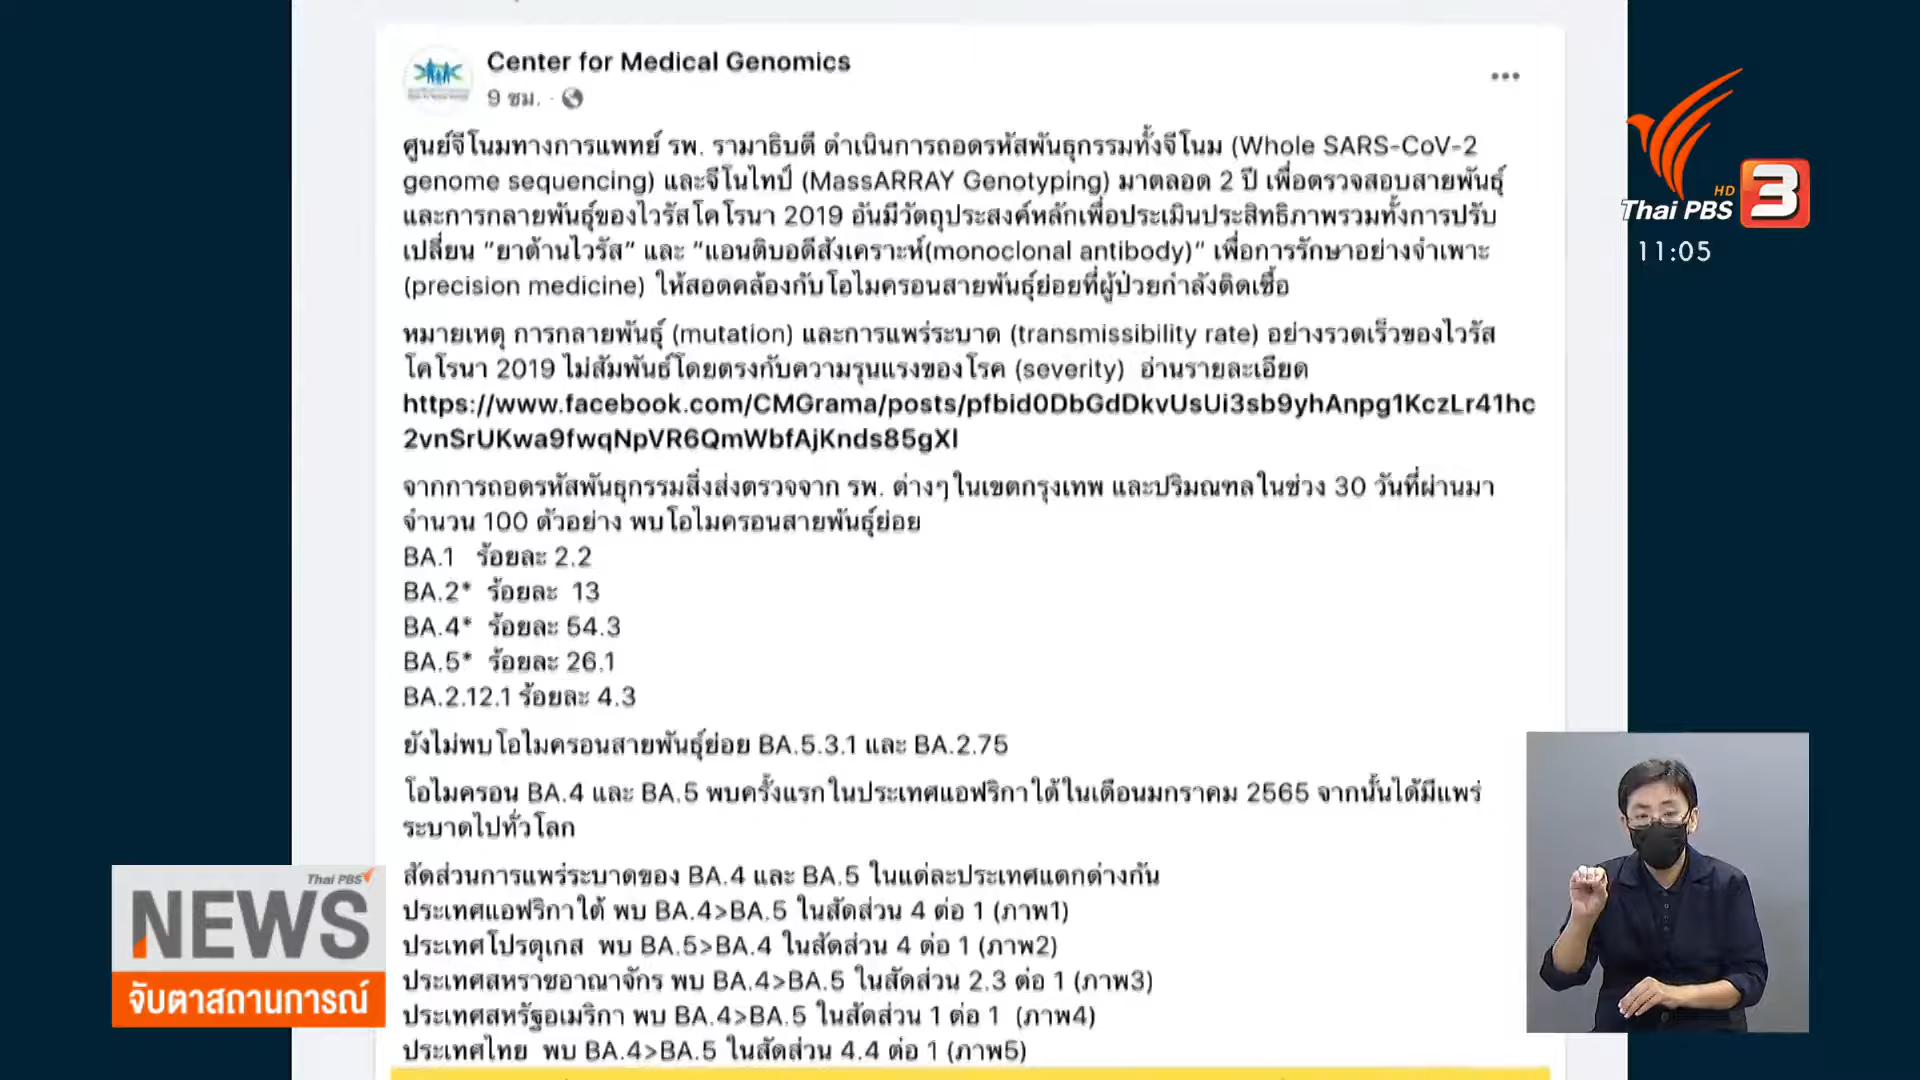 Center for Medical Genomics
9 ชม. ·
ศูนย์จีโนมทางการแพทย์ รพ. รามาธิบดี ดำเนินการถอดรหัสพันธุกรรมทั้งจีโนม (Whole SARS-CoV-2
genome sequencing) และจีโนไทป์ (MassARRAY Genotyping) มาตลอด 2 ปี เพื่อตรวจสอบสายพันธุ์
และการกลายพันธุ์ของไวรัสโคโรนา 2019 อันมีวัตถุประสงค์หลักเพื่อประเมินประสิทธิภาพรวมทั้งการปรับ
เปลี่ยน "ยาต้านไวรัส" และ "แอนติบอดีสังเคราะห์(monoclonal antibody)" เพื่อการรักษาอย่างจำเพาะ
(precision medicine) ให้สอดคล้องกับโอไมครอนสายพันธุ์ย่อยที่ผู้ป่วยกำลังติดเชื้อ
หมายเหตุ การกลายพันธุ์ (mutation) และการแพร่ระบาด (transmissibility rate) อย่างรวดเร็วของไวรัส
โคโรนา 2019 ไม่สัมพันธ์โดยตรงกับความรุนแรงของโรค (severity) อ่านรายละเอียด
https://www.facebook.com/CMGrama/posts/pfbid0DbGdDkvUsUi3sb9yhAnpg1KczLr41hc
2vnSrUKwa9fwqNpVR6QmWbfAjKnds85gXl
จากการถอดรหัสพันธุกรรมสิ่งส่งตรวจจาก รพ. ต่างๆในเขตกรุงเทพ และปริมณฑลในช่วง 30 วันที่ผ่านมา
จำนวน 100 ตัวอย่าง พบโอไมครอนสายพันธุ์ย่อย
BA.1 ร้อยละ 2.2
BA.2* ร้อยละ 13
BA.4* ร้อยละ 54.3
BA.5* ร้อยละ 26.1
BA.2.12.1 ร้อยละ 4.3
ยังไม่พบโอไมครอนสายพันธุ์ย่อย BA.5.3.1 และ BA.2.75
โอไมครอน BA.4 และ BA.5 พบครั้งแรกในประเทศแอฟริกาใต้ในเดือนมกราคม 2565 จากนั้นได้มีแพร่
ระบาดไปทั่วโลก
สัดส่วนการแพร่ระบาดของ BA.4 และ BA.5 ในแต่ละประเทศแตกต่างกัน
ประเทศแอฟริกาใต้ พบ BA.4>BA.5 ในสัดส่วน 4 ต่อ 1 (ภาพ1)
ประเทศโปรตุเกส พบ BA.5>BA.4 ในสัดส่วน 4 ต่อ 1 (ภาพ2)
ประเทศสหราชอาณาจักร พบ BA.4>BA.5 ในสัดส่วน 2.3 ต่อ 1 (ภาพ3)
ประเทศสหรัฐอเมริกา พบ BA.4>BA.5 ในสัดส่วน 1 ต่อ 1 (ภาพ4)
ประเทศไทย พบ BA.4>BA.5 ในสัดส่วน 4.4 ต่อ 1 (ภาพ5)
Thai PBS HD 3
11:05
Thai PBS
NEWS
จับตาสถานการณ์